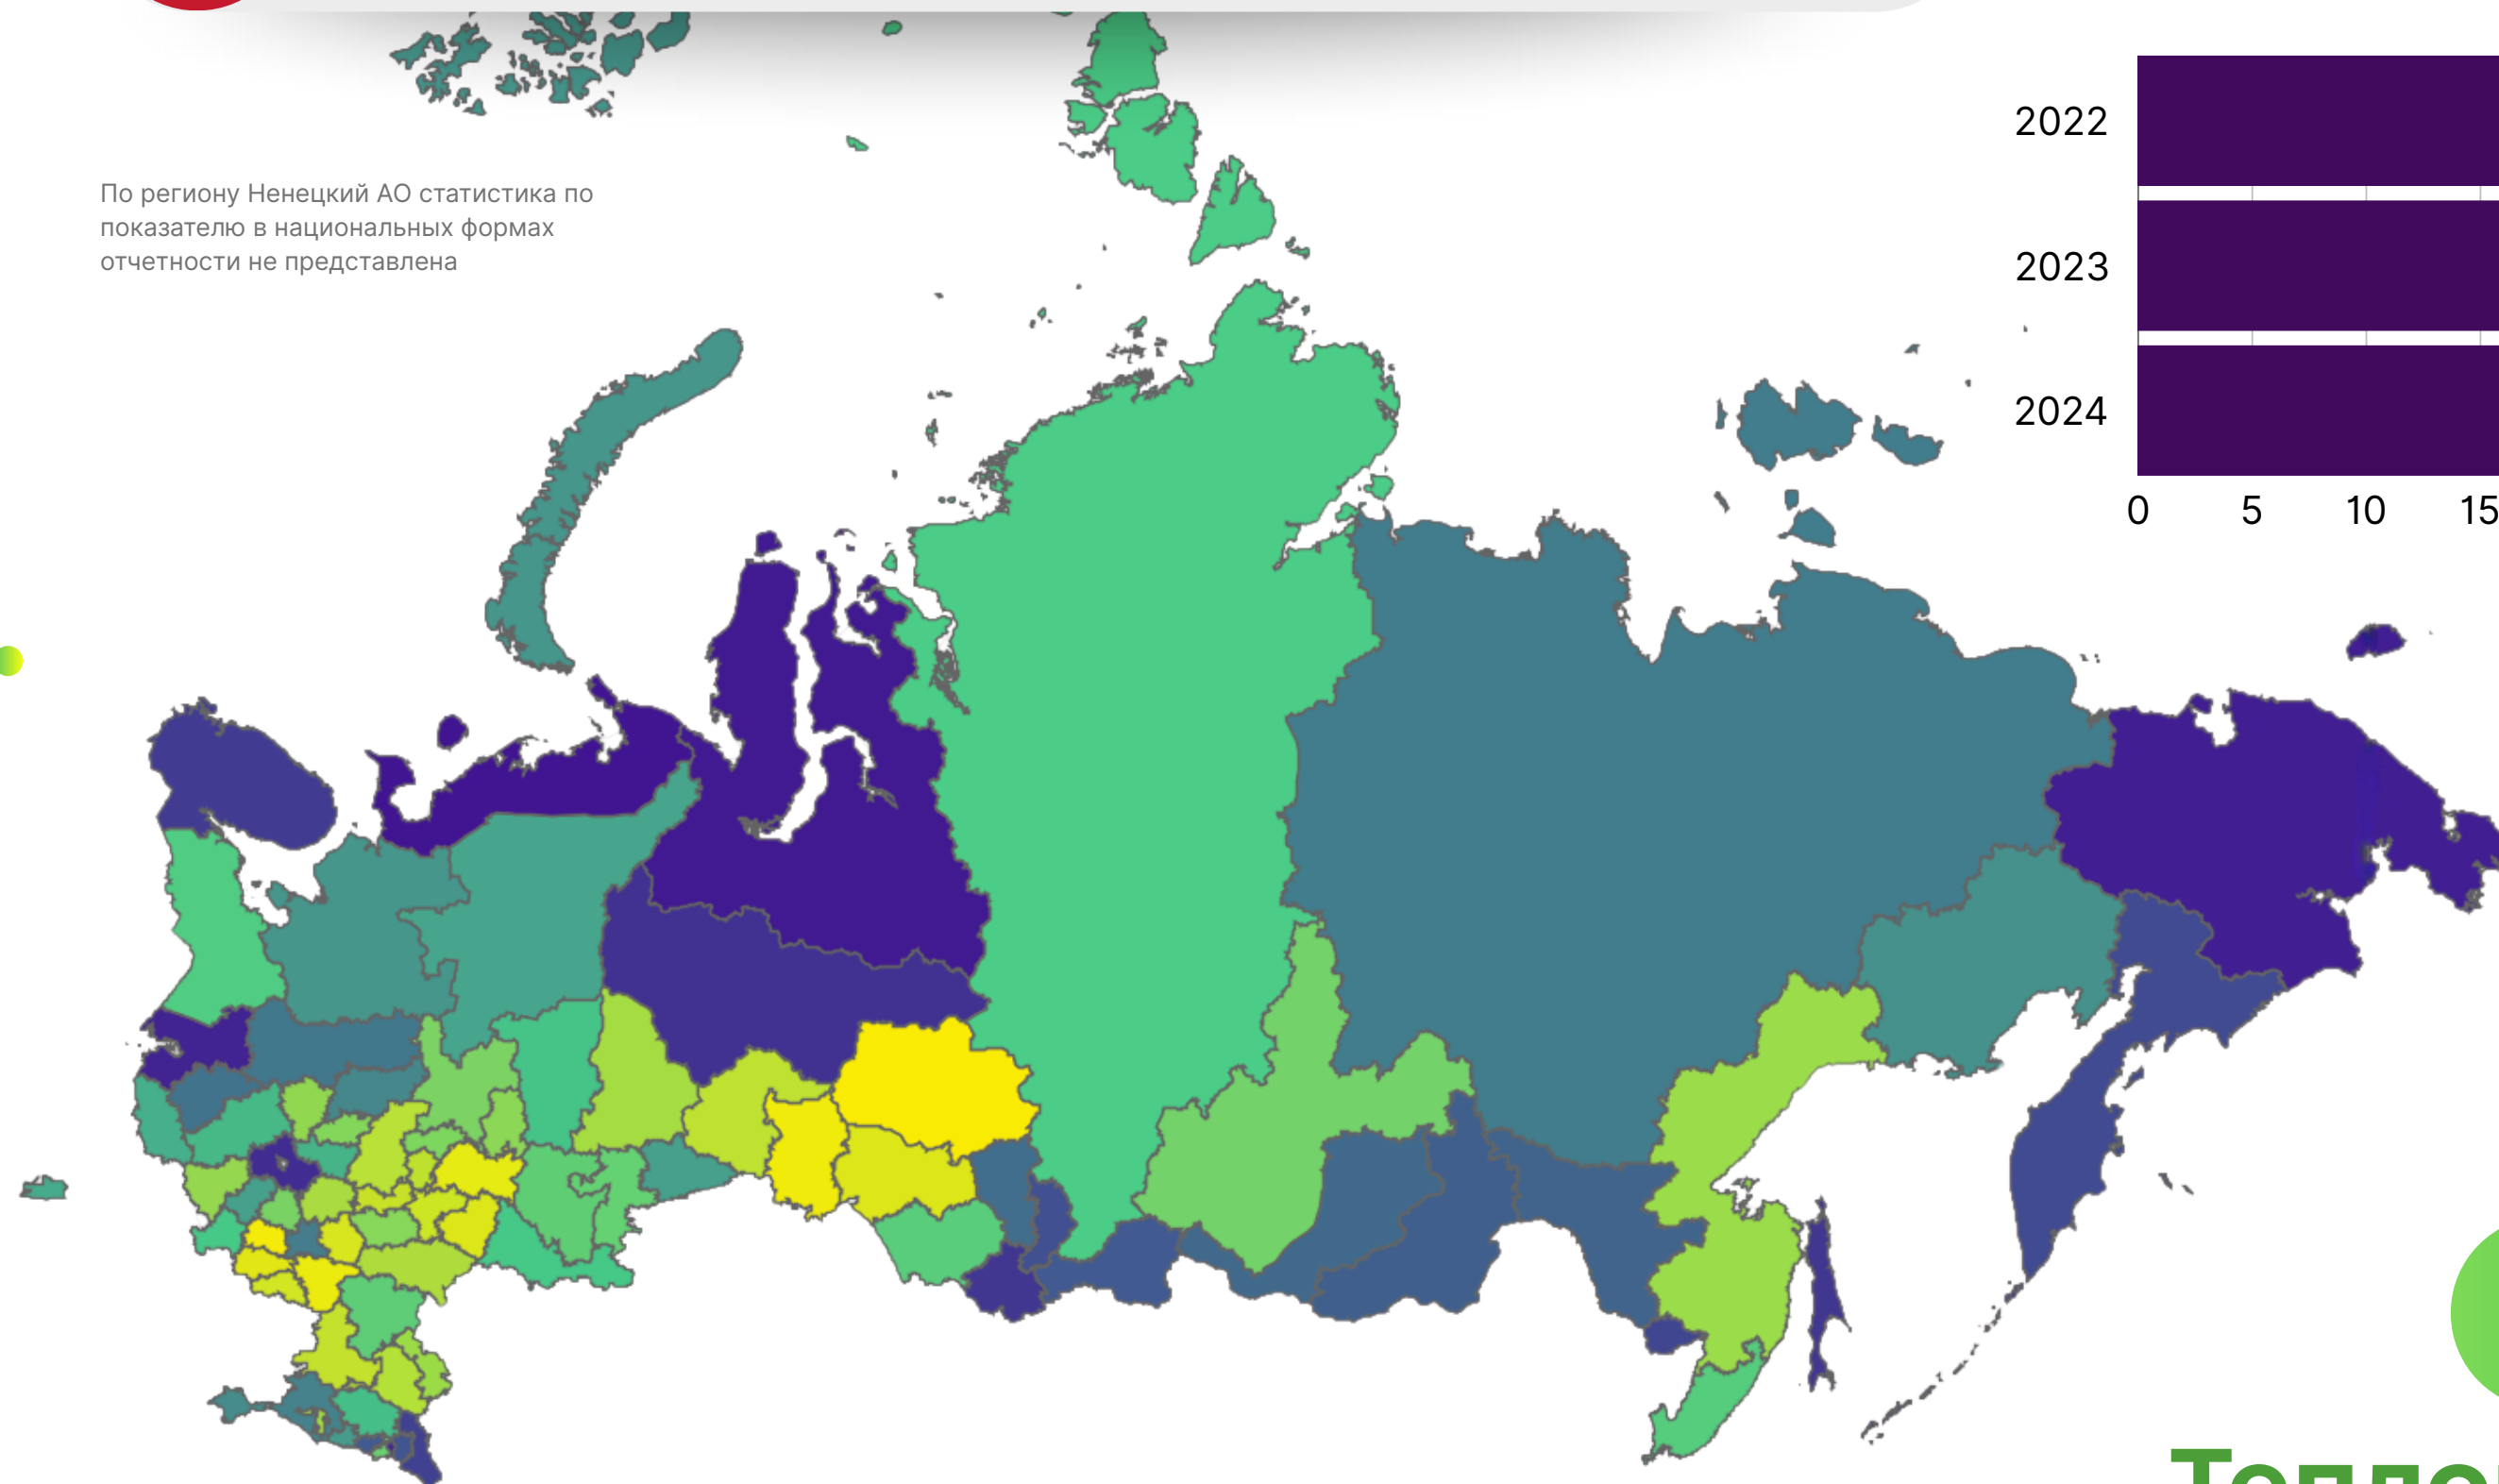 По региону Ненецкий АО статистика по
показателю в национальных формах
отчетности не представлена
2022
2023
2024
0 5 10 15